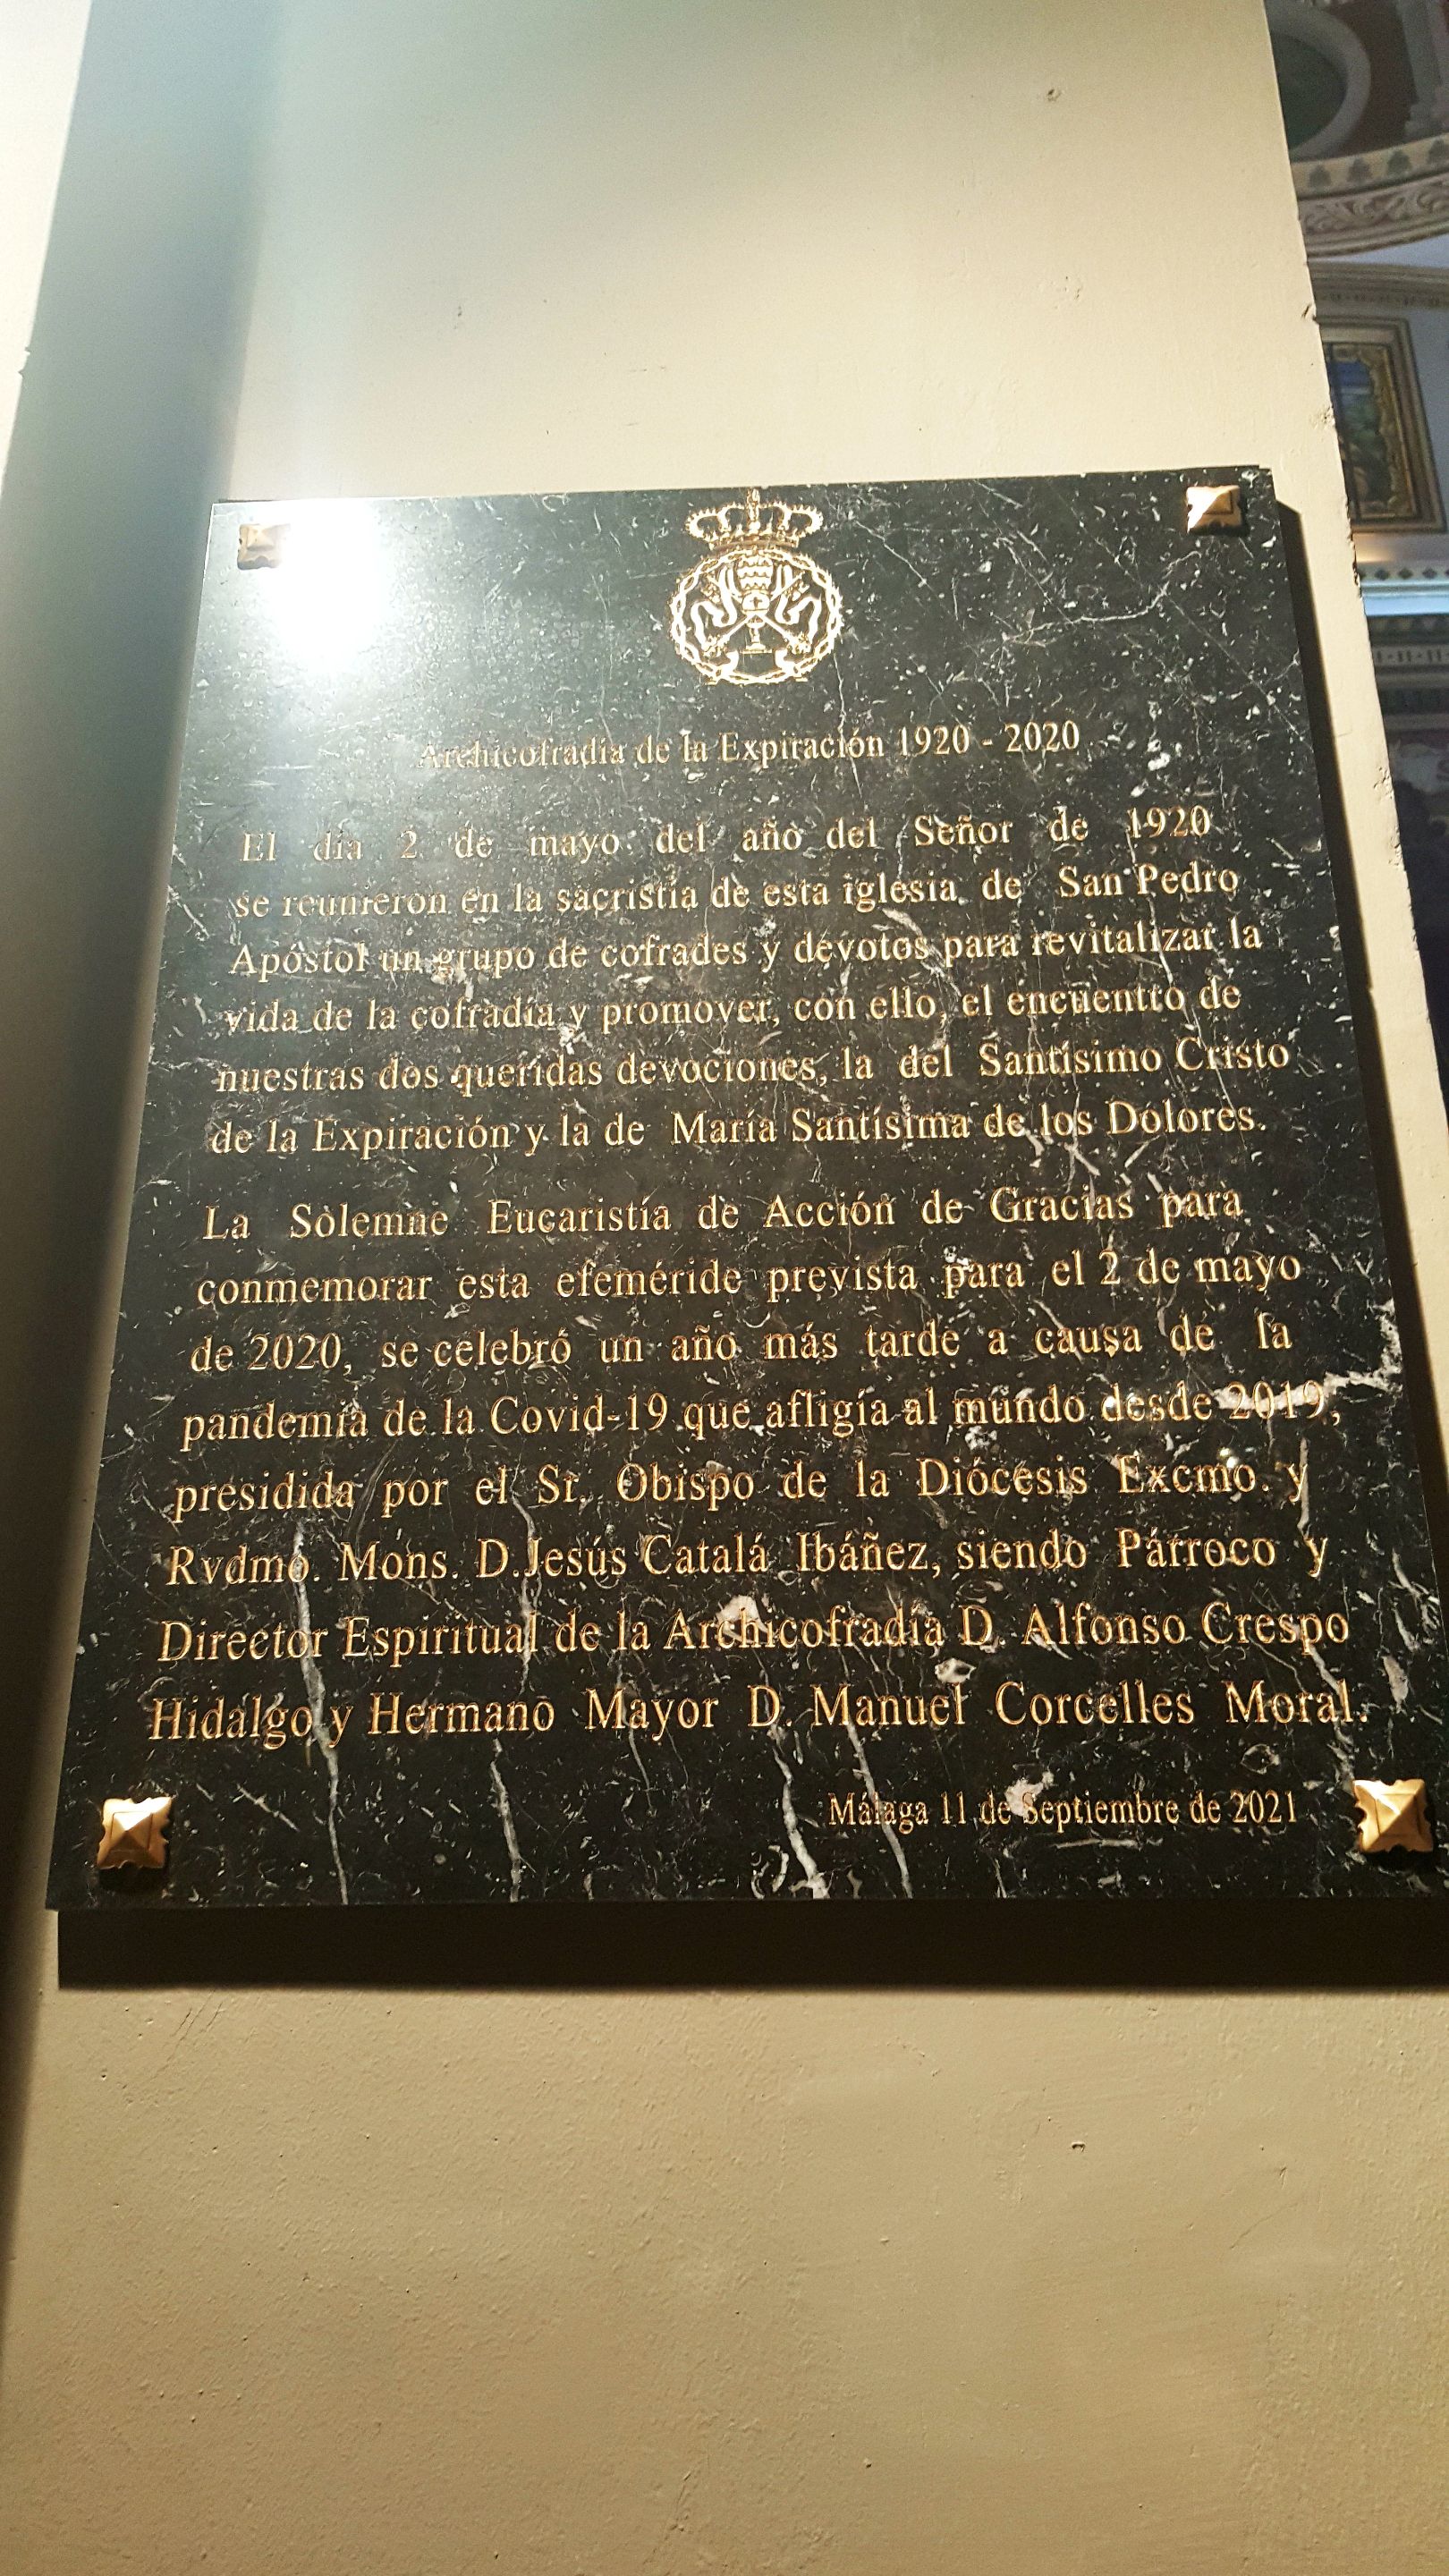 Archicofradía de la Expiración 1920 - 2020
El día 2 de mayo del año del Señor de 1920
se reunieron en la sacristía de esta iglesia de San Pedro
Apóstol un grupo de cofrades y devotos para revitalizar la
vida de la cofradía y promover, con ello, el encuentro de
nuestras dos queridas devociones, la del Santísimo Cristo
de la Expiración y la de María Santísima de los Dolores.
La Solemne Eucaristía de Acción de Gracias para
conmemorar esta efeméride prevista para el 2 de mayo
de 2020, se celebró un año más tarde a causa de la
pandemia de la Covid-19 que afligía al mundo desde 2019,
presidida por el Sr. Obispo de la Diócesis Excmo. y
Rvdmo. Mons. D.Jesús Catalá Ibáñez, siendo Párroco y
Director Espiritual de la Archicofradía D. Alfonso Crespo
Hidalgo y Hermano Mayor D. Manuel Corcelles Moral.
Málaga 11 de Septiembre de 2021